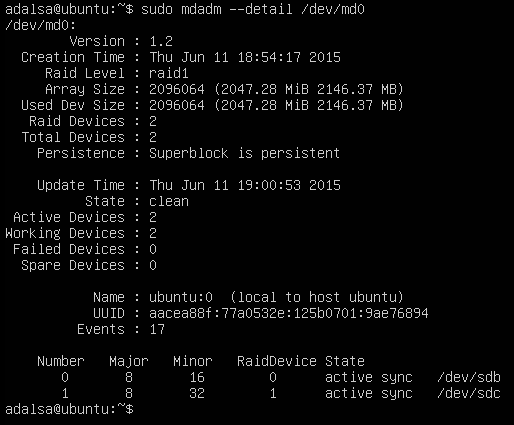 adalsa@ubuntu:~$ sudo mdadm --detail /dev/md0
/dev/md0:
Version : 1.2
Creation Time : Thu Jun 11 18:54:17 2015
Raid Level : raid1
Array Size : 2096064 (2047.28 MiB 2146.37 MB)
Used Dev Size : 2096064 (2047.28 MiB 2146.37 MB)
Raid Devices : 2
Total Devices : 2
Persistence : Superblock is persistent
Update Time : Thu Jun 11 19:00:53 2015
State : clean
Active Devices : 2
Working Devices : 2
Failed Devices : 0
Spare Devices : 0
Name : ubuntu:0  (local to host ubuntu)
UUID : aacea88f:77a0532e:125b0701:9ae76894
Events : 17
Number   Major   Minor   RaidDevice State
0       8       16        0      active sync   /dev/sdb
1       8       32        1      active sync   /dev/sdc
adalsa@ubuntu:~$